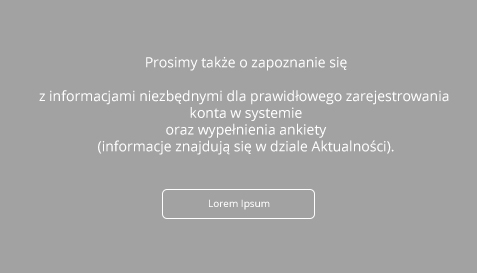 Prosimy także o zapoznanie się
z informacjami niezbędnymi dla prawidłowego zarejestrowania
konta w systemie
oraz wypełnienia ankiety
(informacje znajdują się w dziale Aktualności).
Lorem Ipsum